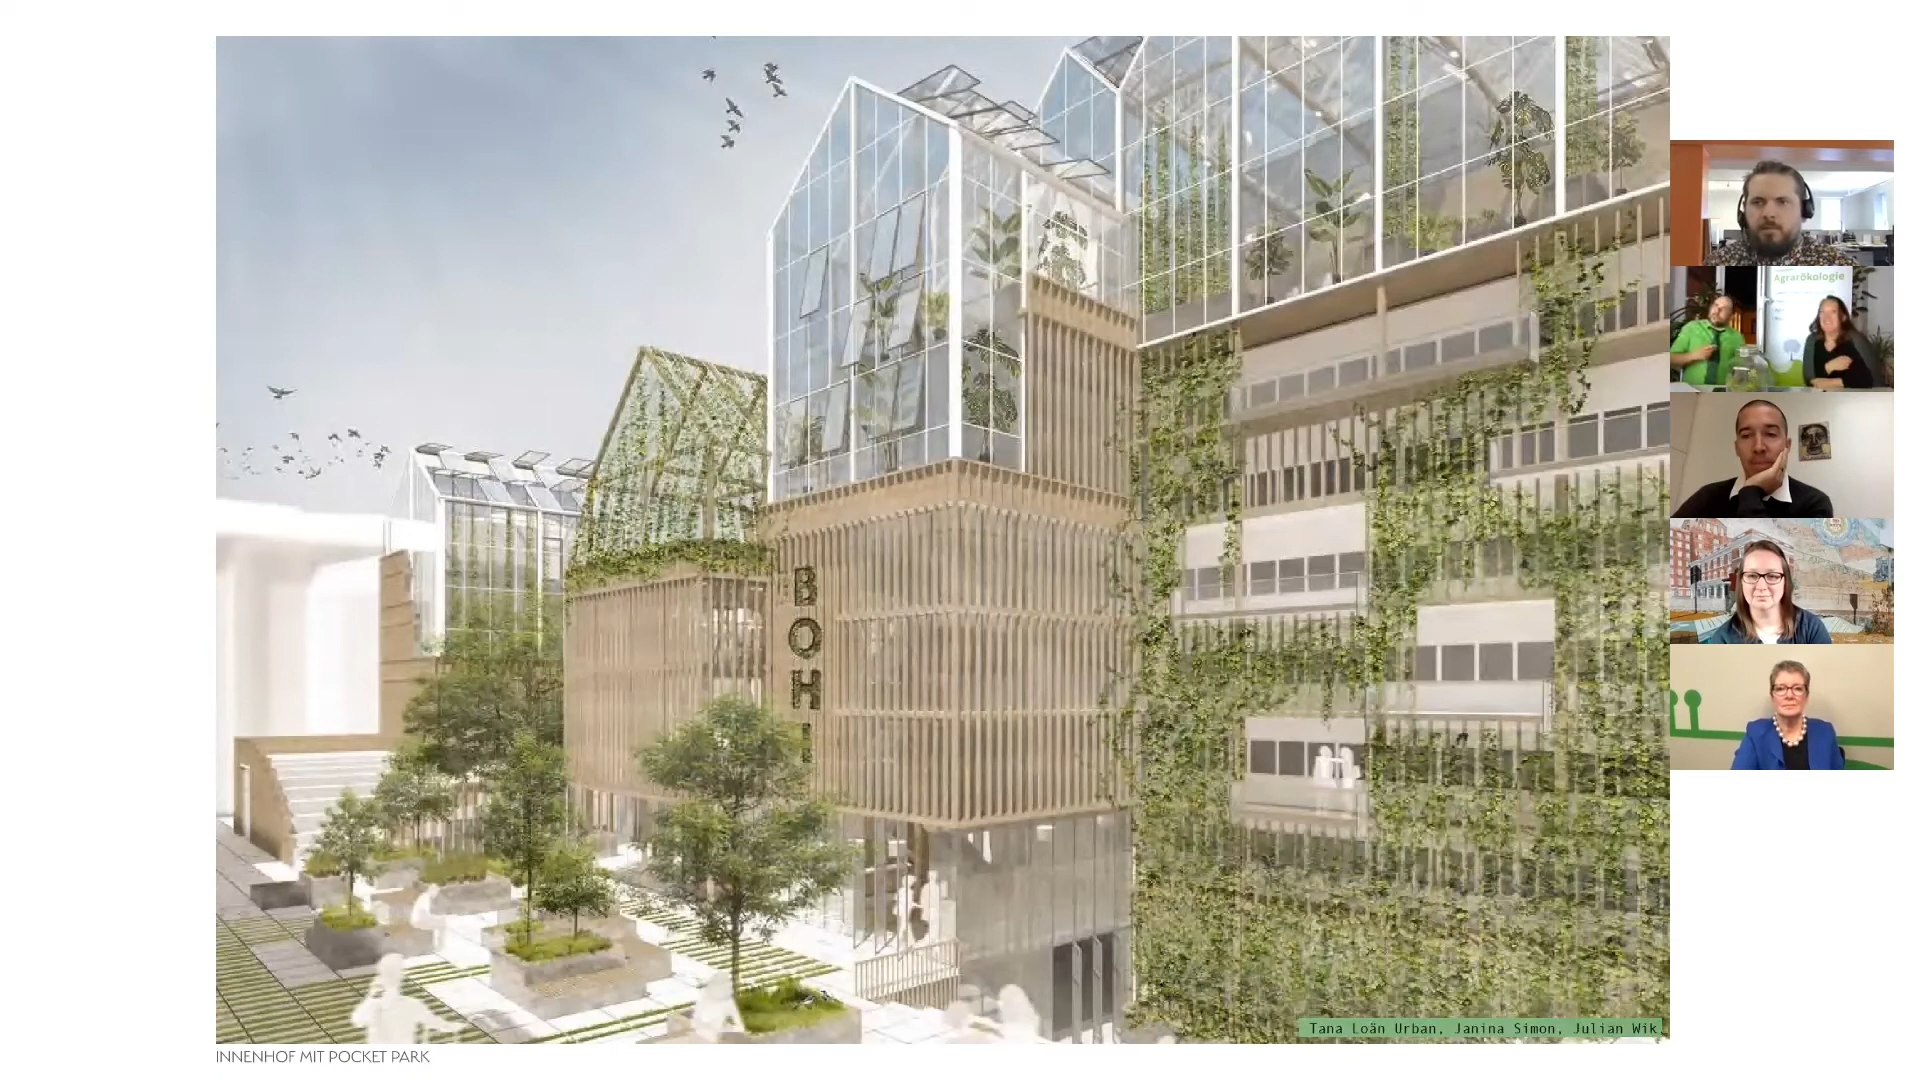 BOH
Agrarökologie
Tana Loän Urban, Janina Simon, Julian Wik
INNENHOF MIT POCKET PARK